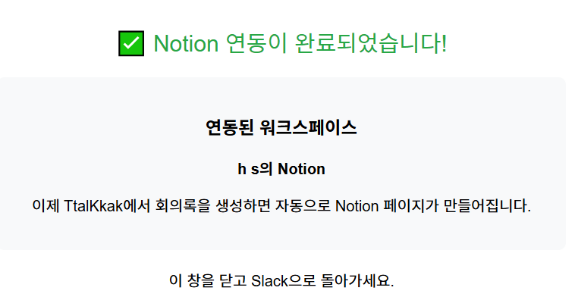 ✅ Notion 연동이 완료되었습니다!
연동된 워크스페이스
h s의 Notion
이제 TtalKkak에서 회의록을 생성하면 자동으로 Notion 페이지가 만들어집니다.
이 창을 닫고 Slack으로 돌아가세요.